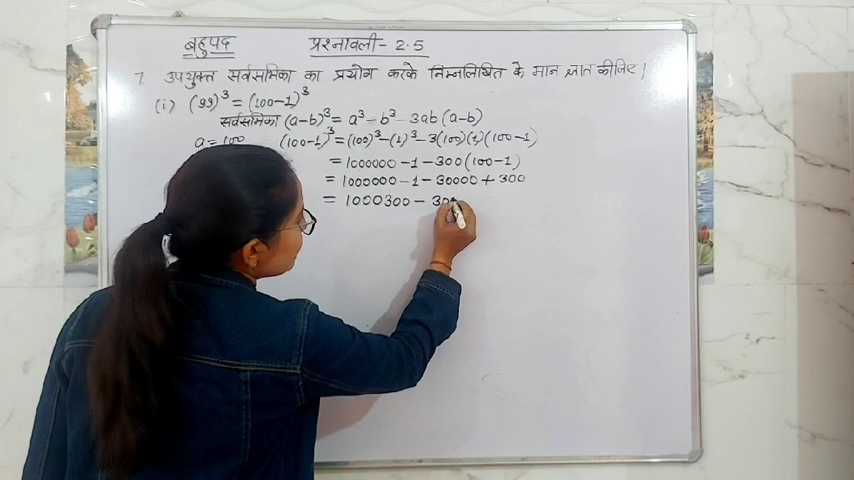 बहुपद प्रश्नावली - 2.5
7. उपयुक्त सर्वसमिका का प्रयोग करके निम्नलिखित के मान ज्ञात कीजिए।
(i) (99)³ = (100-1)³
सर्वसमिका (a-b)³ = a³ - b³ - 3ab (a-b)
a = 100 (100-1)³ = (100)³ - (1)³ - 3(100)(1)(100-1)
= 1000000 - 1 - 300 (100-1)
= 1000000 - 1 - 30000 + 300
= 1000300 - 30